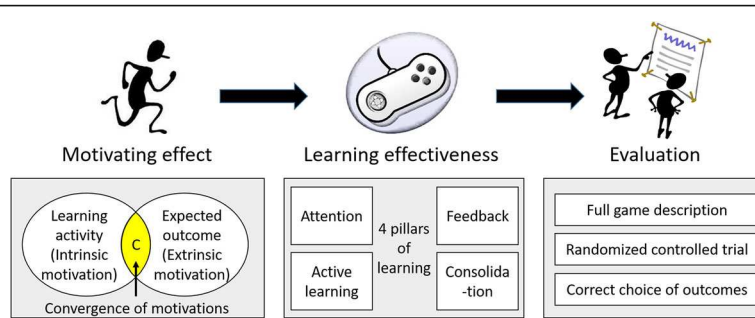 Motivating effect
Learning
activity
(Intrinsic
motivation)
C
Expected
outcome
(Extrinsic
motivation)
Convergence of motivations
Learning effectiveness
Attention
Feedback
4 pillars
of
learning
Active
learning
Consolida
-tion
Evaluation
Full game description
Randomized controlled trial
Correct choice of outcomes